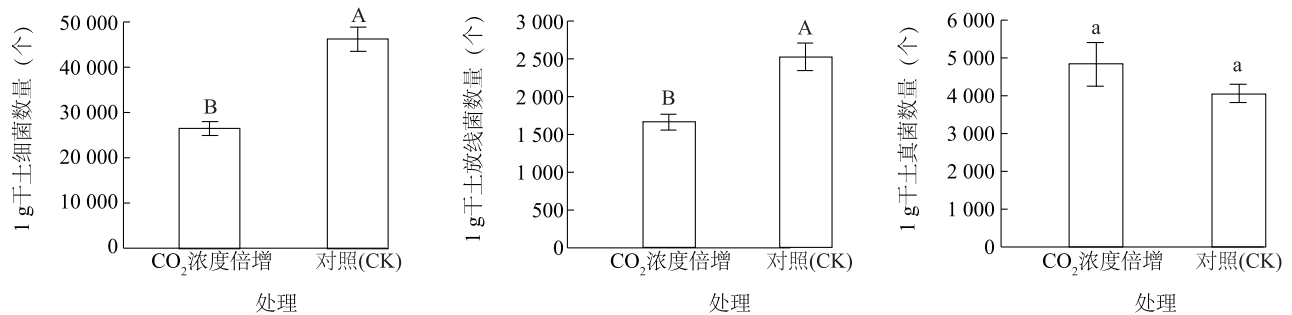 1 g干土细菌数量（个）
50 000
40 000
30 000
20 000
10 000
0
B
A
CO₂浓度倍增
对照(CK)
处理
1 g干土放线菌数量（个）
3 000
2 500
2 000
1 500
1 000
500
0
B
A
CO₂浓度倍增
对照(CK)
处理
1 g干土真菌数量（个）
6 000
5 000
4 000
3 000
2 000
1 000
0
a
a
CO₂浓度倍增
对照(CK)
处理